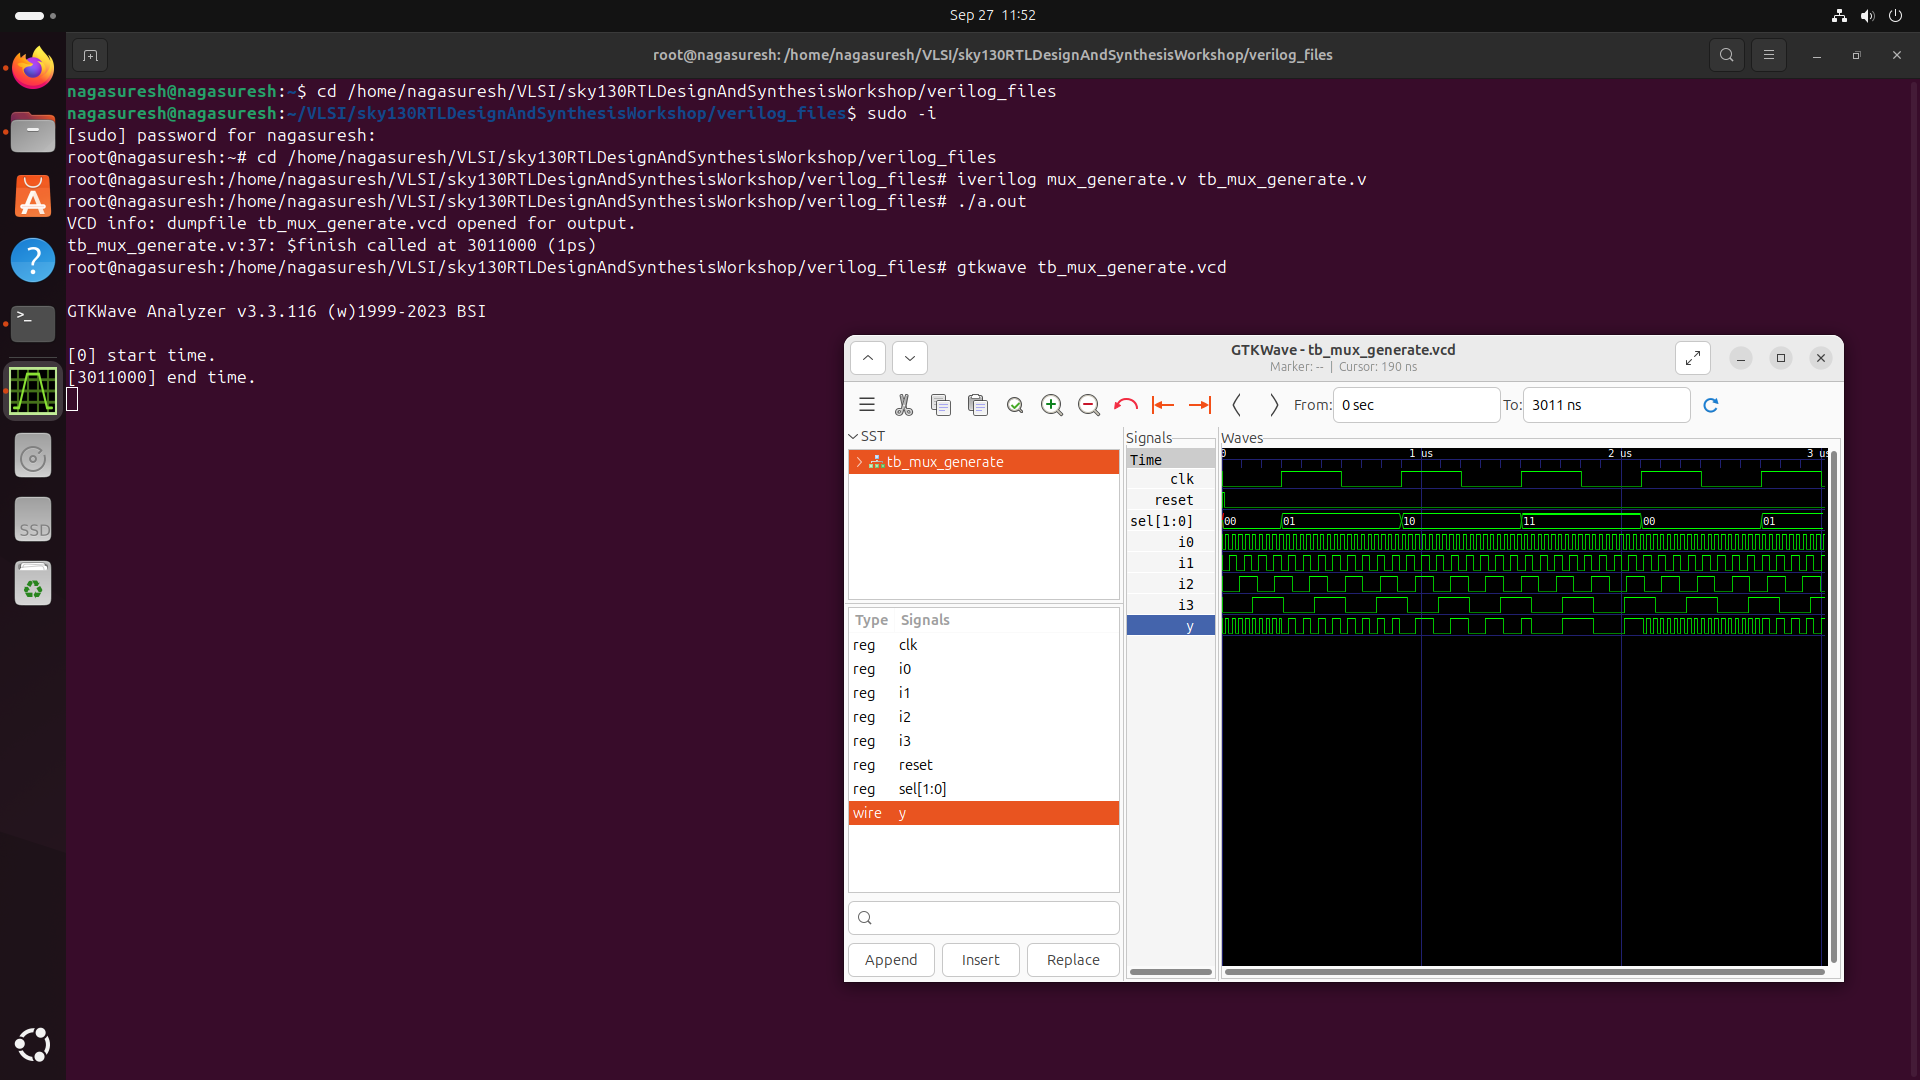 Sep 27 11:52
root@nagasuresh: /home/nagasuresh/VLSI/sky130RTLDesignAndSynthesisWorkshop/verilog_files
nagasuresh@nagasuresh:~$ cd /home/nagasuresh/VLSI/sky130RTLDesignAndSynthesisWorkshop/verilog_files
nagasuresh@nagasuresh:~/VLSI/sky130RTLDesignAndSynthesisWorkshop/verilog_files$ sudo -i
[sudo] password for nagasuresh:
root@nagasuresh:~# cd /home/nagasuresh/VLSI/sky130RTLDesignAndSynthesisWorkshop/verilog_files
root@nagasuresh:/home/nagasuresh/VLSI/sky130RTLDesignAndSynthesisWorkshop/verilog_files# iverilog mux_generate.v tb_mux_generate.v
root@nagasuresh:/home/nagasuresh/VLSI/sky130RTLDesignAndSynthesisWorkshop/verilog_files# ./a.out
VCD info: dumpfile tb_mux_generate.vcd opened for output.
tb_mux_generate.v:37: $finish called at 3011000 (1ps)
root@nagasuresh:/home/nagasuresh/VLSI/sky130RTLDesignAndSynthesisWorkshop/verilog_files# gtkwave tb_mux_generate.vcd
GTKWave Analyzer v3.3.116 (w)1999-2023 BSI
[0] start time.
[3011000] end time.
>_
SSD
GTKWave - tb_mux_generate.vcd
Marker: -- | Cursor: 190 ns
From: 0 sec To: 3011 ns
SST
tb_mux_generate
Type Signals
reg clk
reg i0
reg i1
reg i2
reg i3
reg reset
reg sel[1:0]
wire y
Append Insert Replace
Signals
Time
clk
reset
sel[1:0]
i0
i1
i2
i3
y
Waves
0 1 us 2 us 3 us
00 01 10 11 00 01